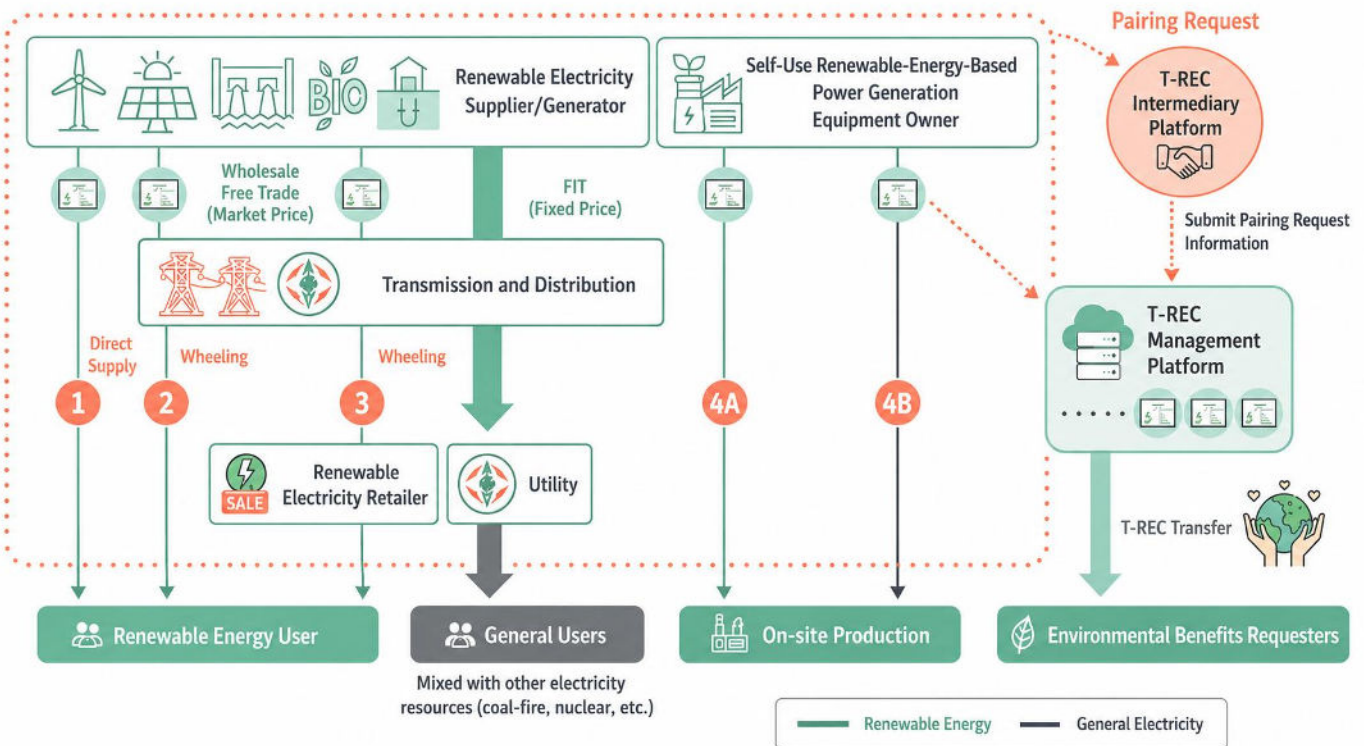 Pairing Request
Renewable Electricity
Supplier/Generator
BIO
Self-Use Renewable-Energy-Based
Power Generation
Equipment Owner
T-REC
Intermediary
Platform
Wholesale
Free Trade
(Market Price)
FIT
(Fixed Price)
Submit Pairing Request
Information
Transmission and Distribution
T-REC
Management
Platform
Direct
Supply
Wheeling
Wheeling
1
2
3
4A
4B
Renewable
Electricity Retailer
SALE
Utility
T-REC Transfer
Renewable Energy User
General Users
On-site Production
Environmental Benefits Requesters
Mixed with other electricity
resources (coal-fire, nuclear, etc.)
Renewable Energy
General Electricity